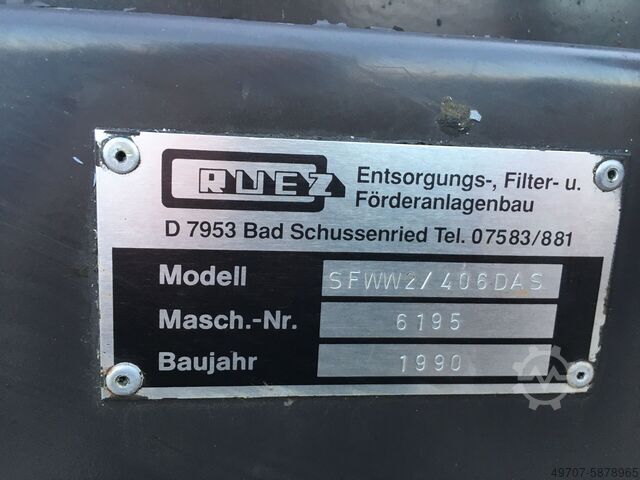 RUEZ
Entsorgungs-, Filter- u.
Förderanlagenbau
D 7953 Bad Schussenried Tel. 07583/881
Modell SFWW2/406DAS
Masch.-Nr. 6195
Baujahr 1990
49707-5878965